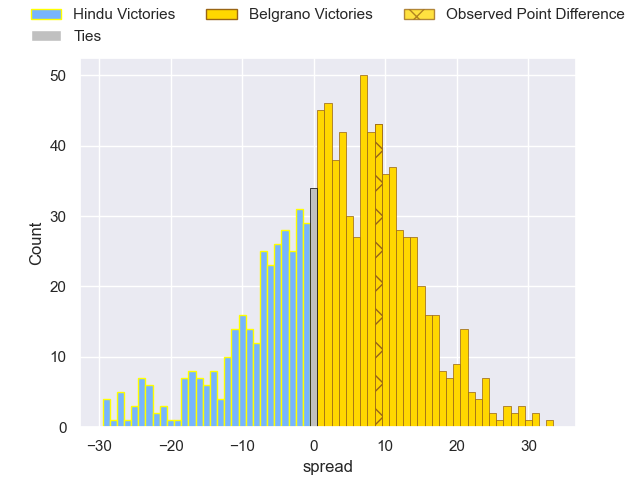 Hindu Victories Belgrano Victories Observed Point Difference
Ties
50
40
30
20
10
0
Count
−30 −20 −10 0 10 20 30
spread